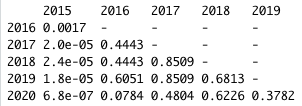 2015 2016 2017 2018 2019
2016 0.0017 - - - -
2017 2.0e-05 0.4443 - - -
2018 2.4e-05 0.4443 0.8509 - -
2019 1.8e-05 0.6051 0.8509 0.6813 -
2020 6.8e-07 0.0784 0.4804 0.6226 0.3782